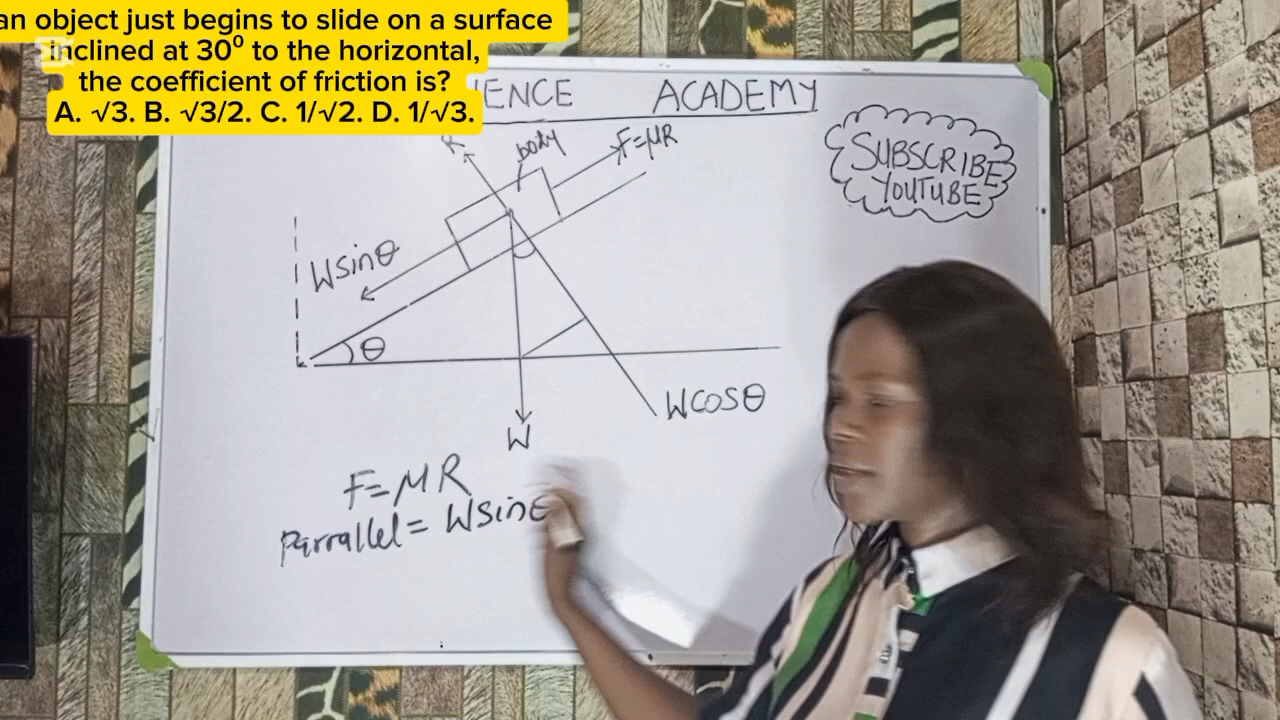 an object just begins to slide on a surface
inclined at 30⁰ to the horizontal,
the coefficient of friction is?
A. √3. B. √3/2. C. 1/√2. D. 1/√3.
IENCE ACADEMY
SUBSCRIBE
YOUTUBE
R
body
F=μR
Wsinθ
θ
Wcosθ
W
F=μR
Parrallel= Wsinθ